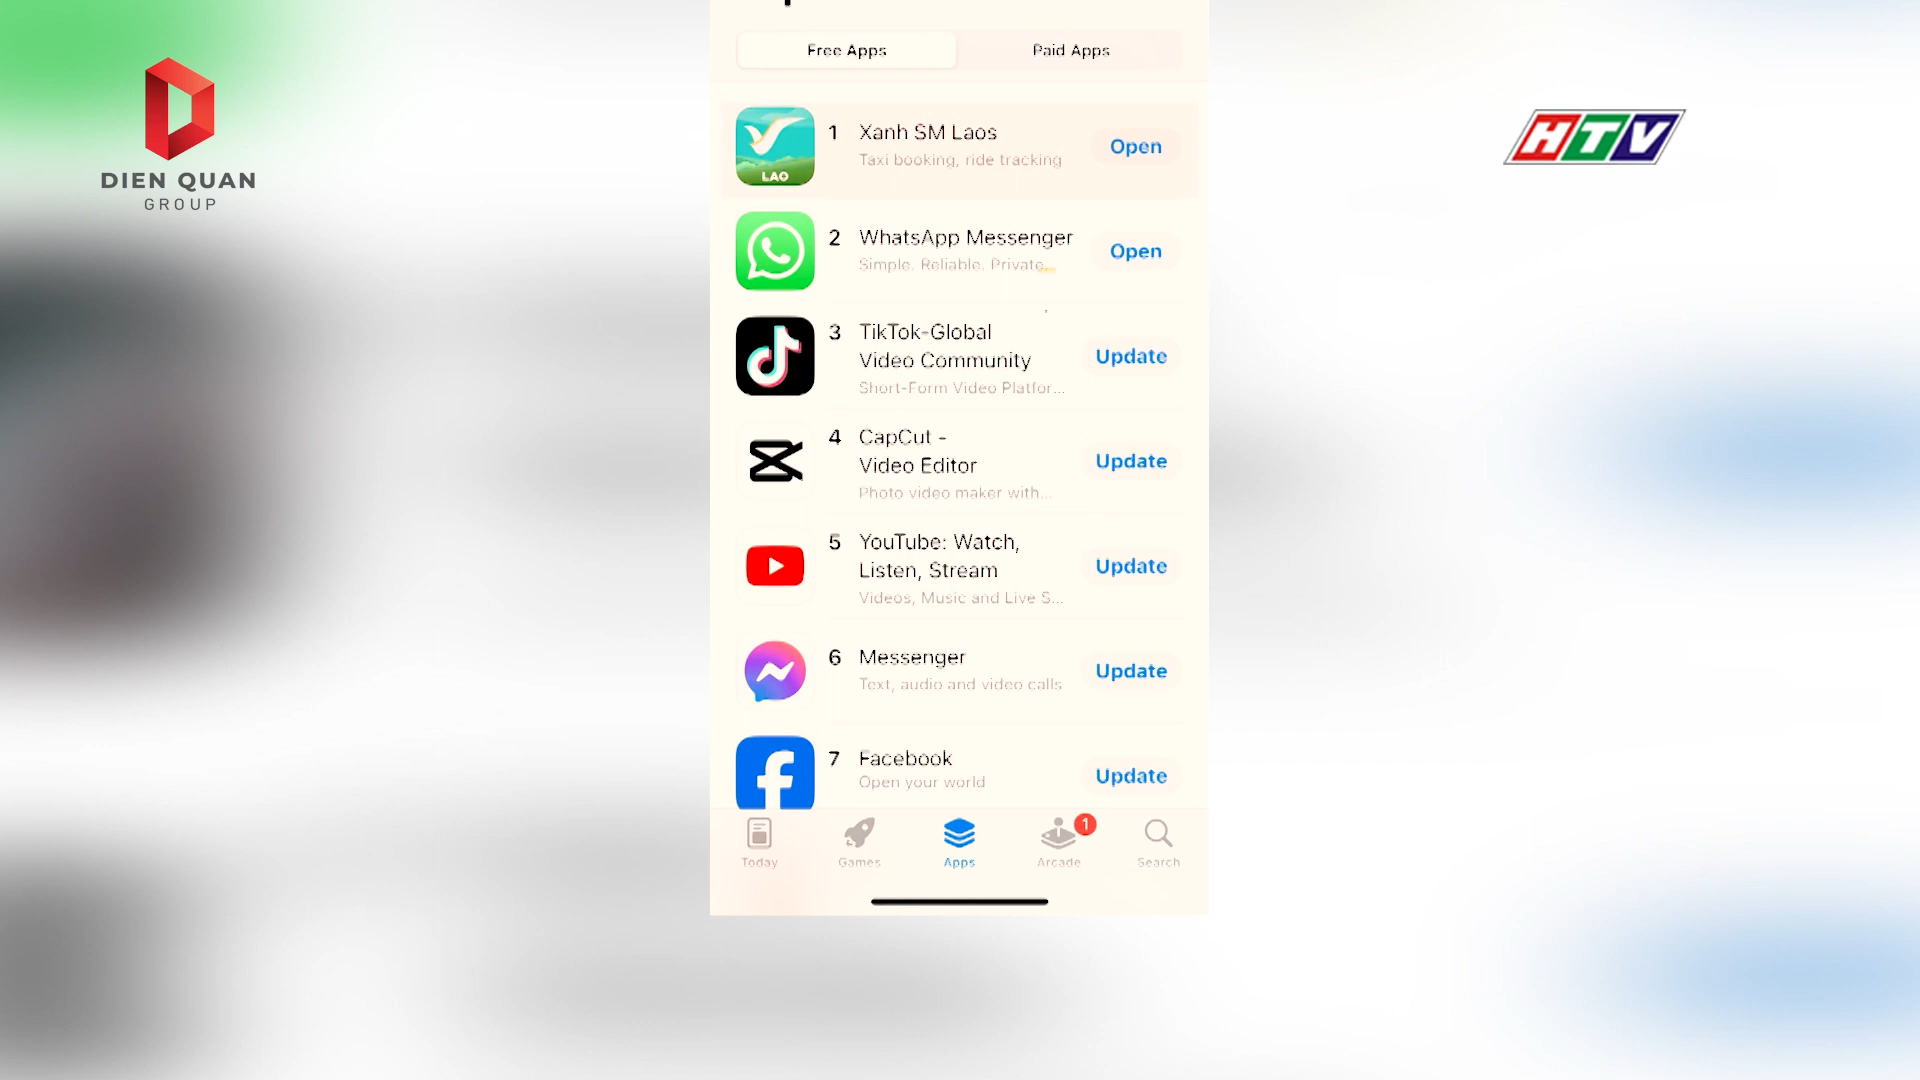 DIEN QUAN
GROUP
HTV
Free Apps
Paid Apps
LAO
1
Xanh SM Laos
Taxi booking, ride tracking
Open
2
WhatsApp Messenger
Simple. Reliable. Private.
Open
3
TikTok-Global
Video Community
Short-Form Video Platfor...
Update
4
CapCut -
Video Editor
Photo video maker with...
Update
5
YouTube: Watch,
Listen, Stream
Videos, Music and Live S...
Update
6
Messenger
Text, audio and video calls
Update
7
Facebook
Open your world
Update
1
Today
Games
Apps
Arcade
Search